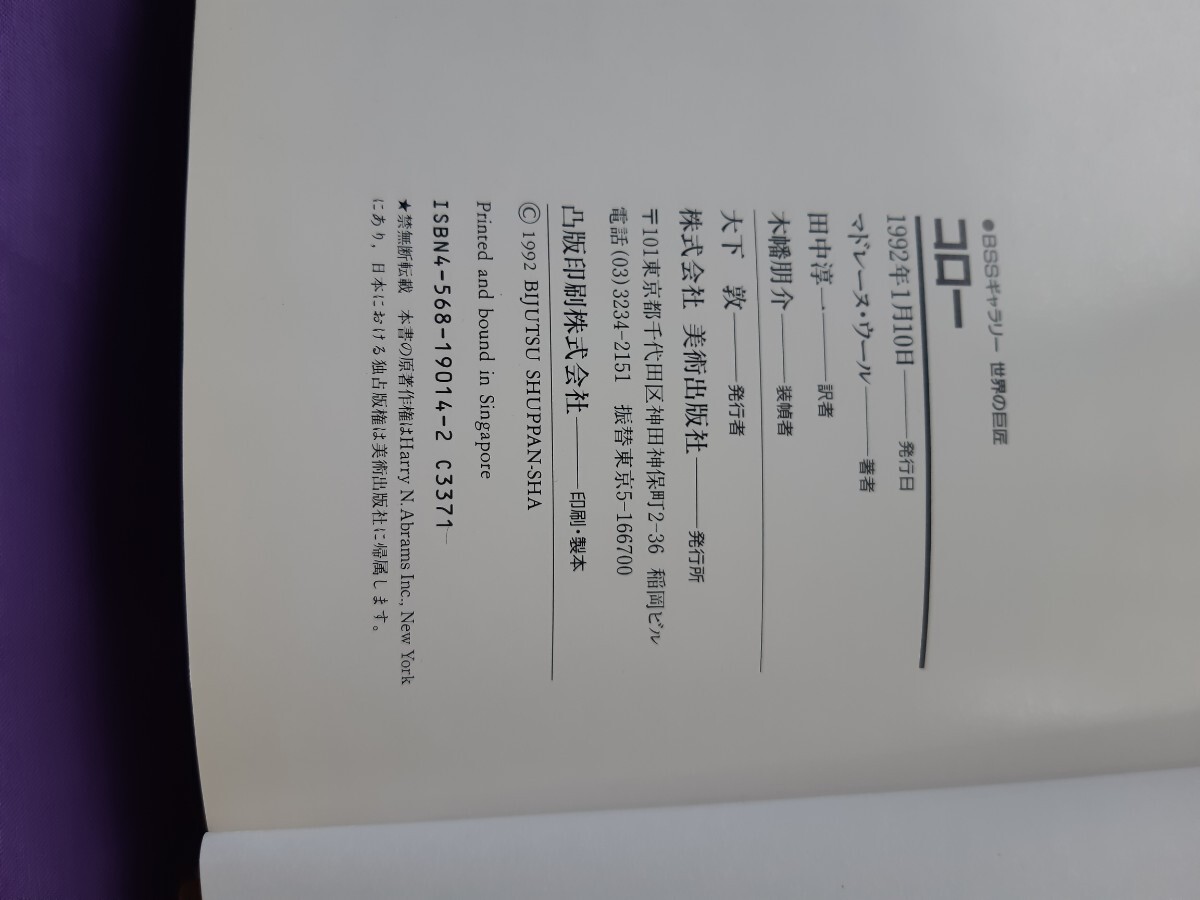 ●BSSギャラリー 世界の巨匠
コロー
1992年1月10日――発行日
マドレーヌ・ウール――著者
田中淳一――訳者
木幡朋介――装幀者
大下 敦――発行者
株式会社 美術出版社――発行所
〒101東京都千代田区神田神保町2-36 稲岡ビル
電話(03)3234-2151 振替東京5-166700
凸版印刷株式会社――印刷・製本
© 1992 BIJUTSU SHUPPAN-SHA
Printed and bound in Singapore
ISBN4-568-19014-2 C3371
★禁無断転載 本書の原著作権はHarry N. Abrams Inc., New York
にあり, 日本における独占版権は美術出版社に帰属します。